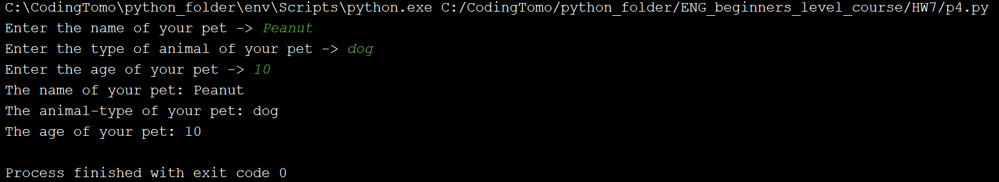 C:\CodingTomo\python_folder\env\Scripts\python.exe C:/CodingTomo/python_folder/ENG_beginners_level_course/HW7/p4.py
Enter the name of your pet -> Peanut
Enter the type of animal of your pet -> dog
Enter the age of your pet -> 10
The name of your pet: Peanut
The animal-type of your pet: dog
The age of your pet: 10
Process finished with exit code 0